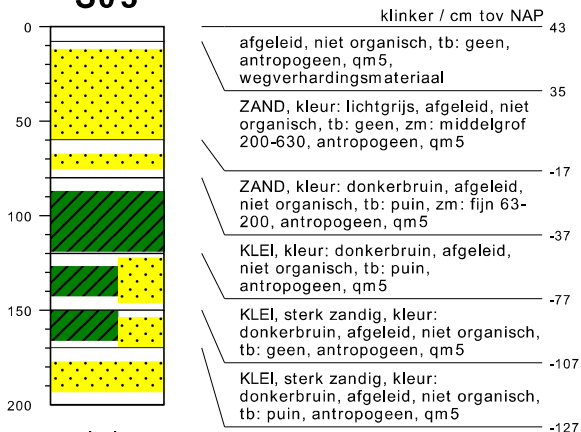 S05
klinker / cm tov NAP
0
43
afgeleid, niet organisch, tb: geen,
antropogeen, qm5,
wegverhardingsmateriaal
35
ZAND, kleur: lichtgrijs, afgeleid, niet
organisch, tb: geen, zm: middelgrof
200-630, antropogeen, qm5
50
-17
ZAND, kleur: donkerbruin, afgeleid,
niet organisch, tb: puin, zm: fijn 63-
200, antropogeen, qm5
100
-37
KLEI, kleur: donkerbruin, afgeleid,
niet organisch, tb: puin,
antropogeen, qm5
-77
150
KLEI, sterk zandig, kleur:
donkerbruin, afgeleid, niet organisch,
tb: geen, antropogeen, qm5
-107
KLEI, sterk zandig, kleur:
donkerbruin, afgeleid, niet organisch,
tb: puin, antropogeen, qm5
200
-127